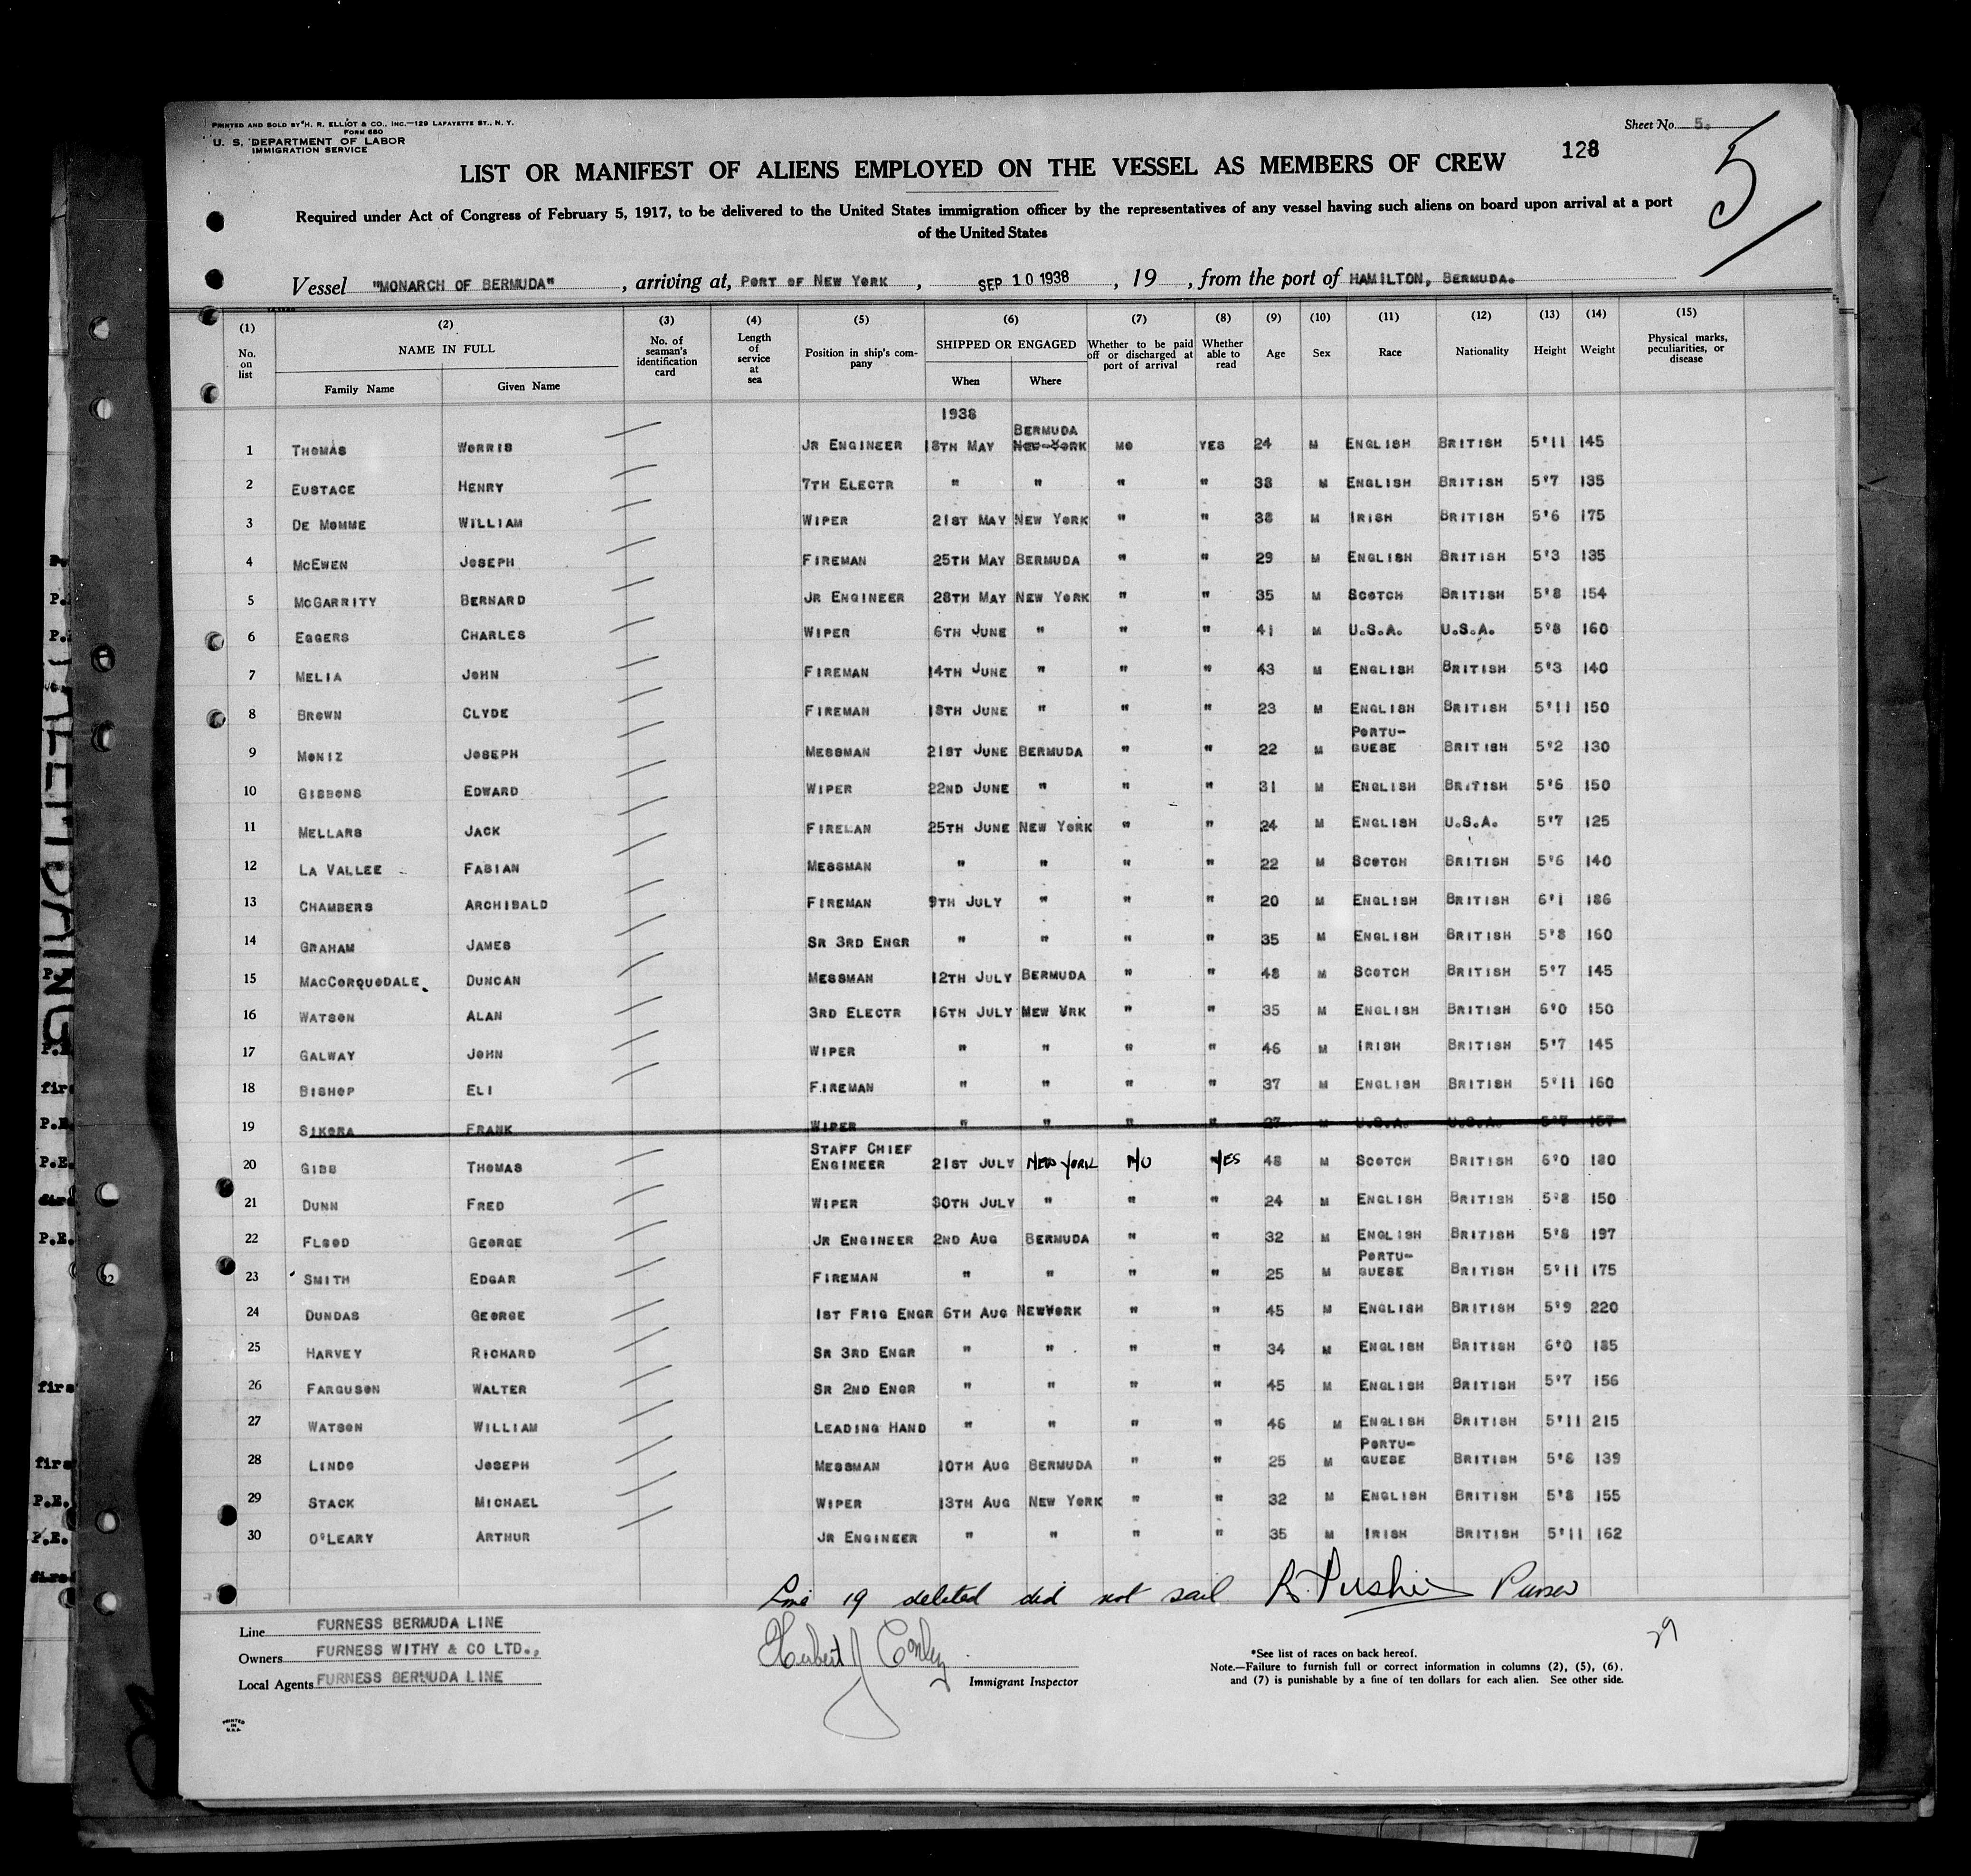 PRINTED AND SOLD BY H. R. ELLIOT & CO., INC.—129 LAFAYETTE ST., N. Y.
FORM 680
U. S. DEPARTMENT OF LABOR
IMMIGRATION SERVICE
Sheet No. 5.
128
5
LIST OR MANIFEST OF ALIENS EMPLOYED ON THE VESSEL AS MEMBERS OF CREW
Required under Act of Congress of February 5, 1917, to be delivered to the United States immigration officer by the representatives of any vessel having such aliens on board upon arrival at a port
of the United States
Vessel "MONARCH OF BERMUDA", arriving at, PORT OF NEW YORK, SEP 10 1938, 19 , from the port of HAMILTON, BERMUDA.
(1) (2) (3) (4) (5) (6) (7) (8) (9) (10) (11) (12) (13) (14) (15)
No. on list NAME IN FULL Family Name Given Name No. of seaman's identification card Length of service at sea Position in ship's company SHIPPED OR ENGAGED When Where Whether to be paid off or discharged at port of arrival Whether able to read Age Sex Race Nationality Height Weight Physical marks, peculiarities, or disease
1938
BERMUDA
1 THOMAS WORRIS JR ENGINEER 18TH MAY NEW YORK NO YES 24 M ENGLISH BRITISH 5'11 145
2 EUSTACE HENRY 7TH ELECTR " " " " 38 M ENGLISH BRITISH 5'7 135
3 DE MOMME WILLIAM WIPER 21ST MAY NEW YORK " " 38 M IRISH BRITISH 5'6 175
4 MCEWEN JOSEPH FIREMAN 25TH MAY BERMUDA " " 29 M ENGLISH BRITISH 5'3 135
5 MCGARRITY BERNARD JR ENGINEER 28TH MAY NEW YORK " " 35 M SCOTCH BRITISH 5'8 154
6 EGGERS CHARLES WIPER 6TH JUNE " " " 41 M U.S.A. U.S.A. 5'8 160
7 MELIA JOHN FIREMAN 14TH JUNE " " " 43 M ENGLISH BRITISH 5'3 140
8 BROWN CLYDE FIREMAN 18TH JUNE " " " 23 M ENGLISH BRITISH 5'11 150
9 MONIZ JOSEPH MESSMAN 21ST JUNE BERMUDA " " 22 M PORTU-GUESE BRITISH 5'2 130
10 GIBBONS EDWARD WIPER 22ND JUNE " " " 31 M ENGLISH BRITISH 5'6 150
11 MELLARS JACK FIRELAN 25TH JUNE NEW YORK " " 24 M ENGLISH U.S.A. 5'7 125
12 LA VALLEE FABIAN MESSMAN " " " " 22 M SCOTCH BRITISH 5'6 140
13 CHAMBERS ARCHIBALD FIREMAN 9TH JULY " " " 20 M ENGLISH BRITISH 6'1 186
14 GRAHAM JAMES SR 3RD ENGR " " " " 35 M ENGLISH BRITISH 5'8 160
15 MACCORQUODALE. DUNCAN MESSMAN 12TH JULY BERMUDA " " 48 M SCOTCH BRITISH 5'7 145
16 WATSON ALAN 3RD ELECTR 16TH JULY NEW YRK " " 35 M ENGLISH BRITISH 6'0 150
17 GALWAY JOHN WIPER " " " " 46 M IRISH BRITISH 5'7 145
18 BISHOP ELI FIREMAN " " " " 37 M ENGLISH BRITISH 5'11 160
19 SIKORA FRANK WIPER " " " " 27 M U.S.A. U.S.A. 5'7 157
20 GIBB THOMAS STAFF CHIEF ENGINEER 21ST JULY NEW YORK NO YES 48 M SCOTCH BRITISH 6'0 180
21 DUNN FRED WIPER 30TH JULY " " " 24 M ENGLISH BRITISH 5'8 150
22 FLOOD GEORGE JR ENGINEER 2ND AUG BERMUDA " " 32 M ENGLISH BRITISH 5'8 197
23 SMITH EDGAR FIREMAN " " " " 25 M PORTU-GUESE BRITISH 5'11 175
24 DUNDAS GEORGE 1ST FRIG ENGR 6TH AUG NEWYORK " " 45 M ENGLISH BRITISH 5'9 220
25 HARVEY RICHARD SR 3RD ENGR " " " " 34 M ENGLISH BRITISH 6'0 185
26 FARGUSON WALTER SR 2ND ENGR " " " " 45 M ENGLISH BRITISH 5'7 156
27 WATSON WILLIAM LEADING HAND " " " " 46 M ENGLISH BRITISH 5'11 215
28 LINDO JOSEPH MESSMAN 10TH AUG BERMUDA " " 25 M PORTU-GUESE BRITISH 5'6 139
29 STACK MICHAEL WIPER 13TH AUG NEW YORK " " 32 M ENGLISH BRITISH 5'8 155
30 O'LEARY ARTHUR JR ENGINEER " " " " 35 M IRISH BRITISH 5'11 162
Line 19 deleted did not sail R. Pushie Purser
Line FURNESS BERMUDA LINE
Owners FURNESS WITHY & CO LTD.,
Local Agents FURNESS BERMUDA LINE
Herbert J Conley
Immigrant Inspector
*See list of races on back hereof.
Note.—Failure to furnish full or correct information in columns (2), (5), (6),
and (7) is punishable by a fine of ten dollars for each alien. See other side.
29
PRINTED IN U.S.A.